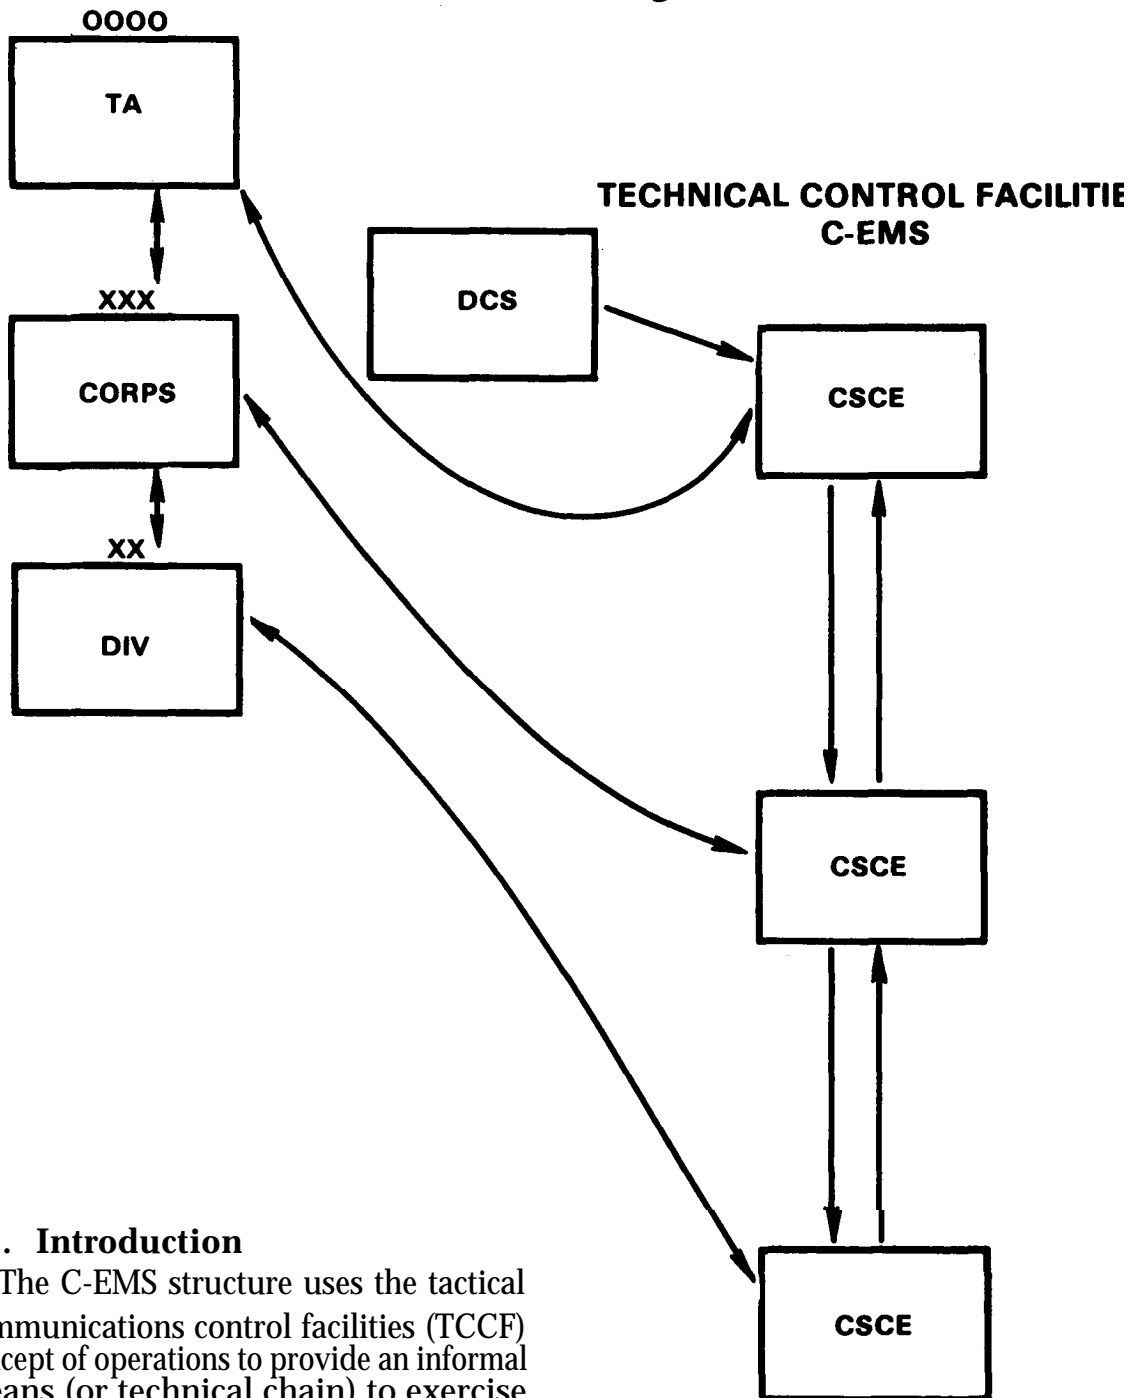 OOOO
TA
TECHNICAL CONTROL FACILITIE
C-EMS
DCS
XXX
CORPS
CSCE
XX
DIV
CSCE
CSCE
. Introduction
The C-EMS structure uses the tactical
mmunications control facilities (TCCF)
cept of operations to provide an informal
eans (or technical chain) to exercise